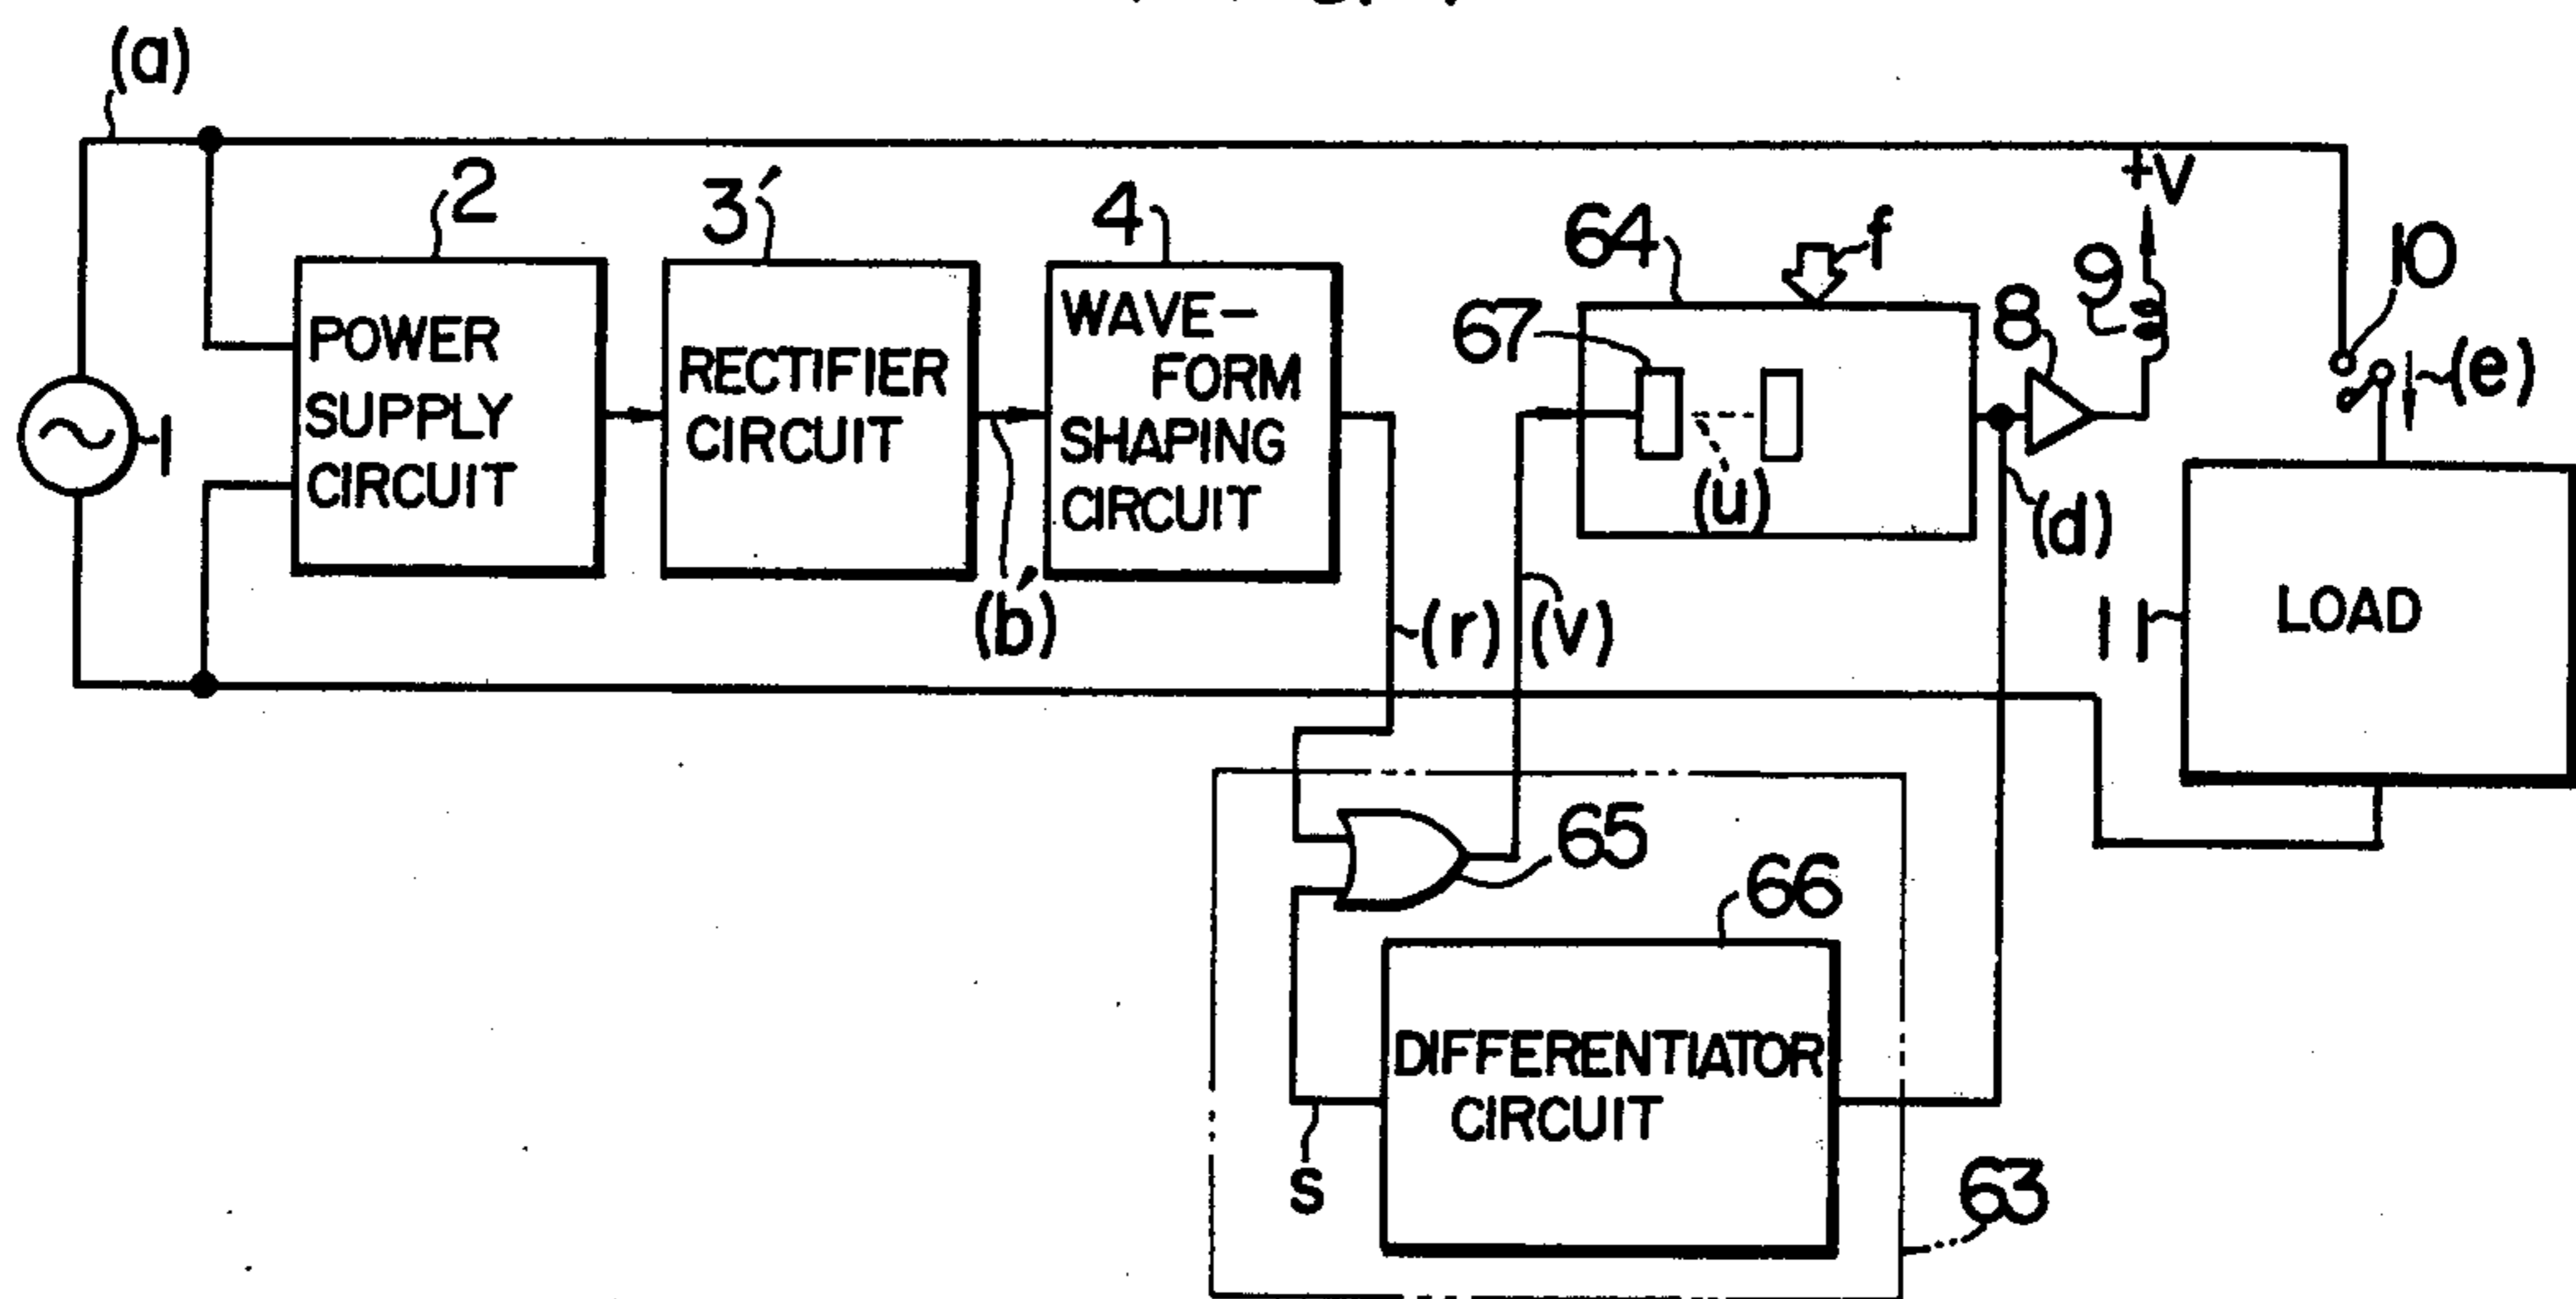 (a)
2
3′
4
64
f
+V
9
10
8
67
(e)
1
POWER
SUPPLY
CIRCUIT
RECTIFIER
CIRCUIT
WAVE-
FORM
SHAPING
CIRCUIT
(u)
(d)
(b′)
(r)
(v)
11
LOAD
65
66
DIFFERENTIATOR
CIRCUIT
s
63